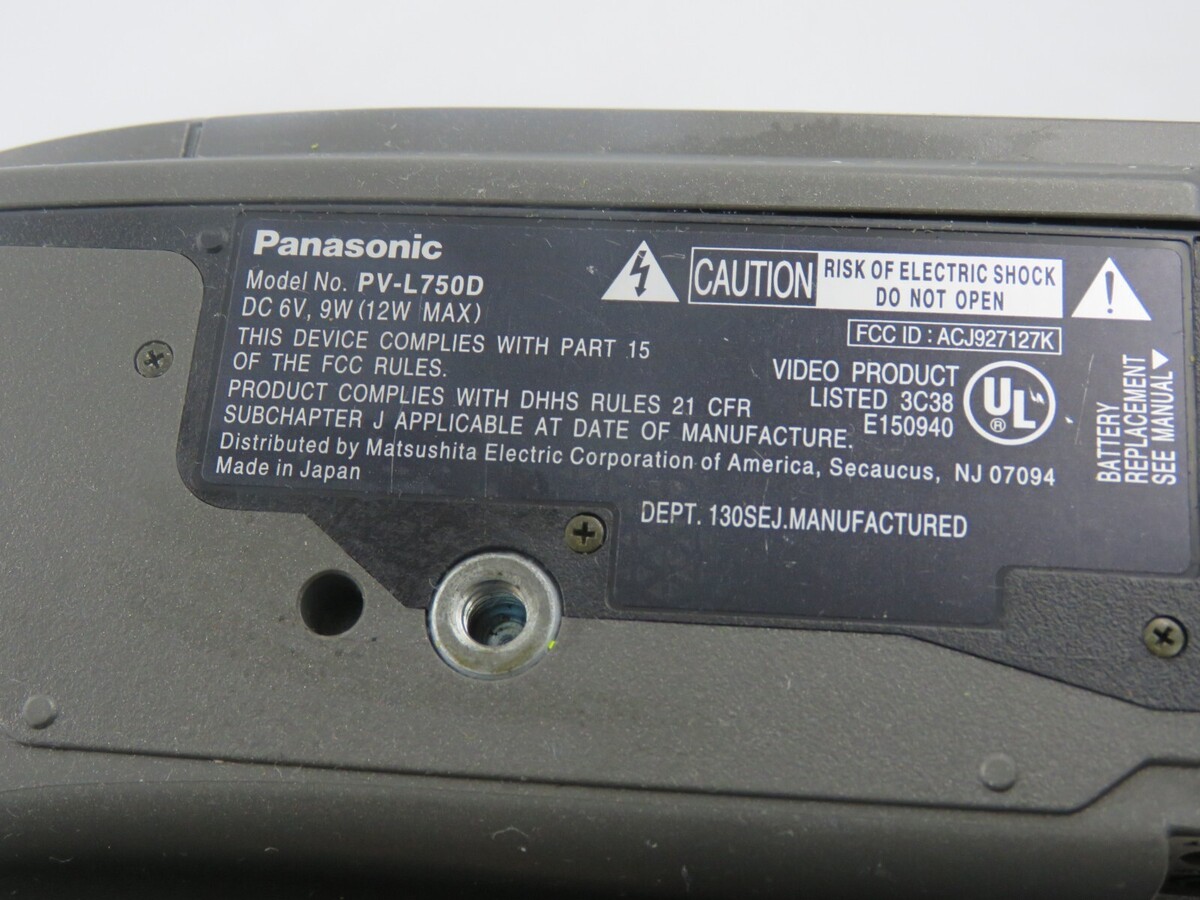 Panasonic
Model No. PV-L750D
DC 6V, 9W (12W MAX)
THIS DEVICE COMPLIES WITH PART 15
OF THE FCC RULES.
PRODUCT COMPLIES WITH DHHS RULES 21 CFR
SUBCHAPTER J APPLICABLE AT DATE OF MANUFACTURE.
Distributed by Matsushita Electric Corporation of America, Secaucus, NJ 07094
Made in Japan
CAUTION
RISK OF ELECTRIC SHOCK
DO NOT OPEN
FCC ID : ACJ927127K
VIDEO PRODUCT
LISTED 3C38
E150940
UL
®
BATTERY
REPLACEMENT
SEE MANUAL
DEPT. 130SEJ.MANUFACTURED